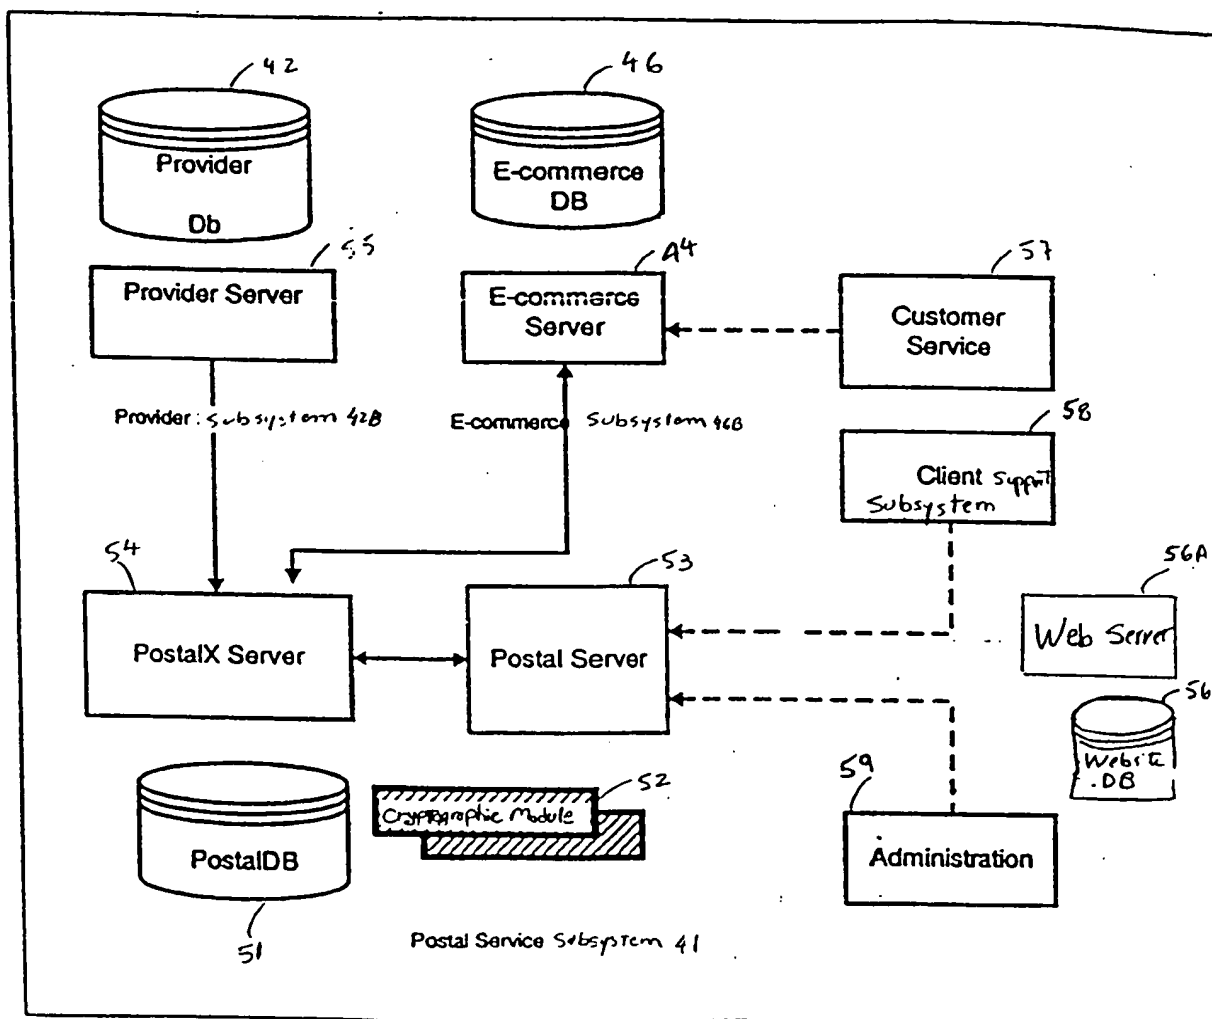 42
46
Provider
Db
E-commerce
DB
55
A4
57
Provider Server
E-commerce
Server
Customer
Service
Provider: Subsystem 42B
E-commerce Subsystem 46B
58
Client Support
Subsystem
54
53
56A
PostalX Server
Postal Server
Web Server
56
Website
DB
59
52
Cryptographic Module
PostalDB
Administration
51
Postal Service Subsystem 41